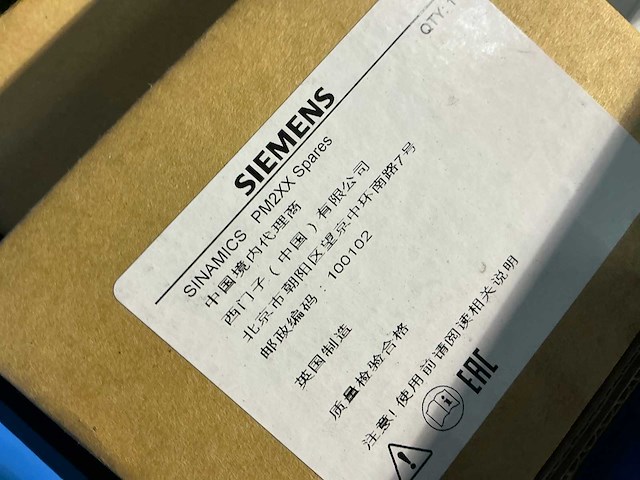 QTY: 1
SIEMENS
SINAMICS PM2XX Spares
中国境内代理商
西门子（中国）有限公司
北京市朝阳区望京中环南路7号
邮政编码：100102
英国制造
质量检验合格
注意！使用前请阅读相关说明
EAC